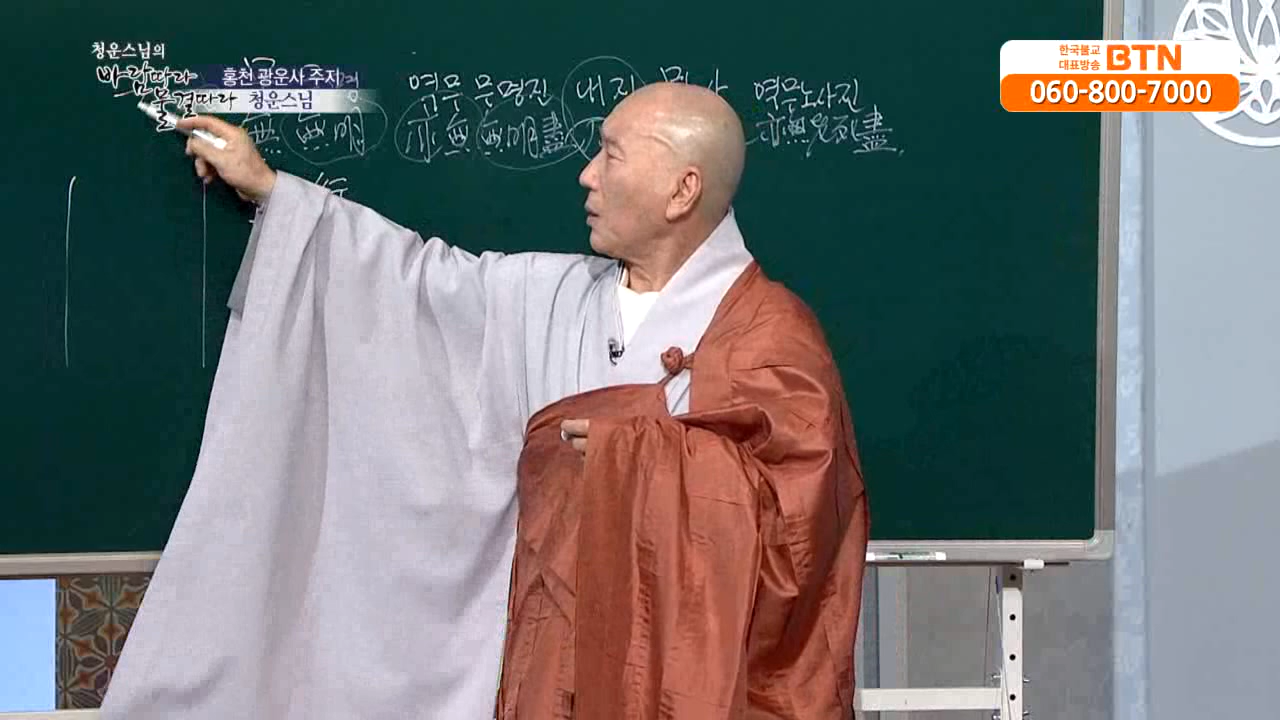 청운스님의
바람따라
물결따라
홍천 광운사 주지
청운스님
한국불교
대표방송 BTN
060-800-7000
역무 무명진 내지 역무노사진
無 無明 亦無 無明盡 亦無老死盡